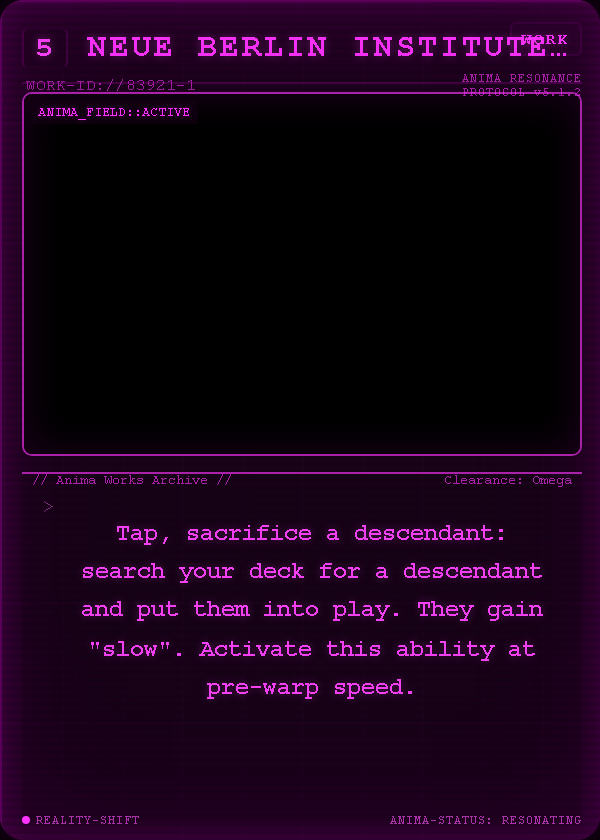 5 NEUE BERLIN INSTITUTE… WORK
WORK-ID://83921-1
ANIMA RESONANCE
PROTOCOL v5.1.2
ANIMA_FIELD::ACTIVE
// Anima Works Archive //
Clearance: Omega
>
Tap, sacrifice a descendant:
search your deck for a descendant
and put them into play. They gain
"slow". Activate this ability at
pre-warp speed.
REALITY-SHIFT
ANIMA-STATUS: RESONATING